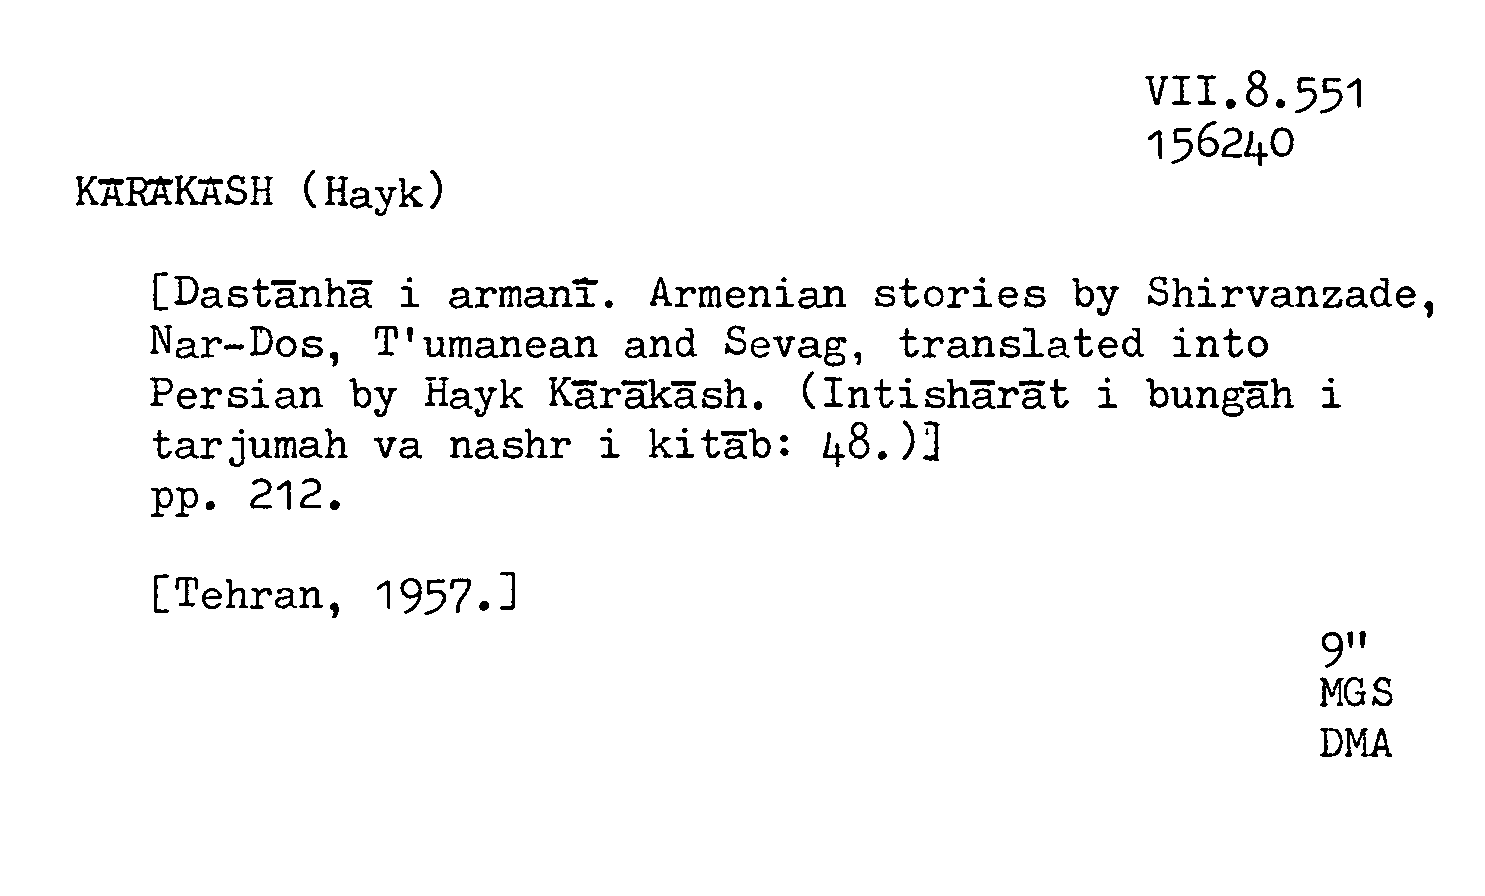 VII.8.551
156240
KĀRĀKĀSH (Hayk)
[Dastānhā i armanī. Armenian stories by Shirvanzade,
Nar-Dos, T'umanean and Sevag, translated into
Persian by Hayk Kārākāsh. (Intishārāt i bungāh i
tarjumah va nashr i kitāb: 48.)]
pp. 212.
[Tehran, 1957.]
9"
MGS
DMA